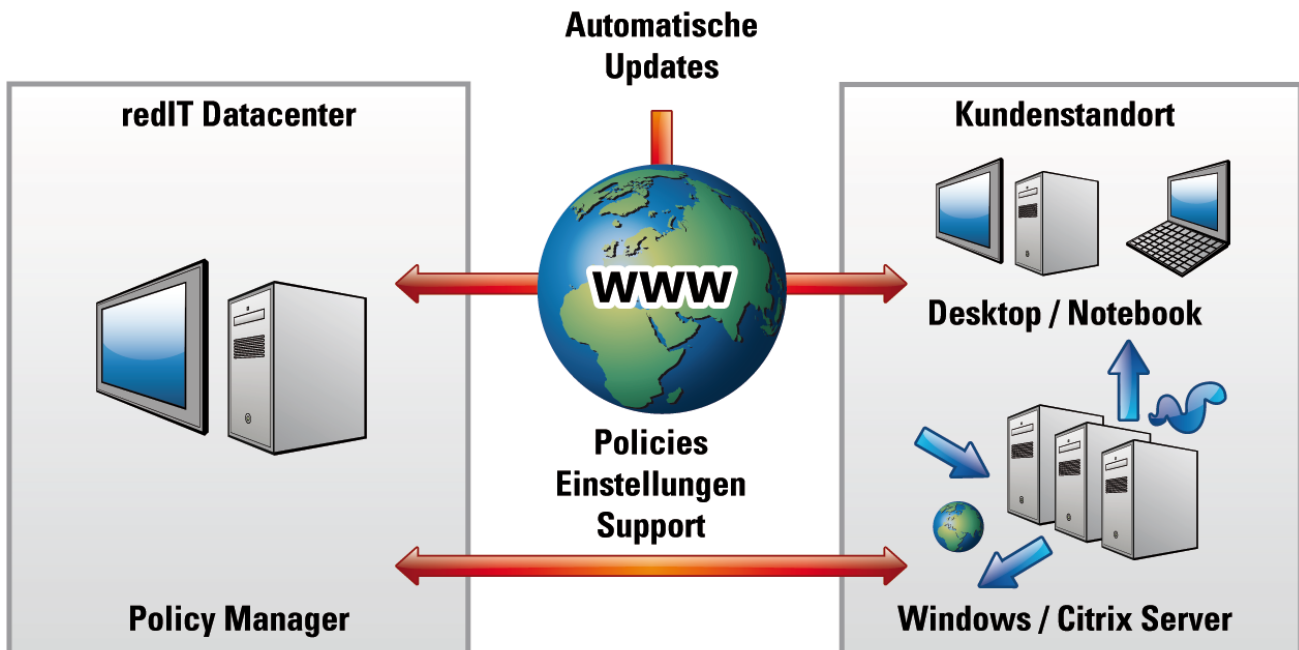 Automatische
Updates
redIT Datacenter
Kundenstandort
www
Desktop / Notebook
Policies
Einstellungen
Support
Policy Manager
Windows / Citrix Server